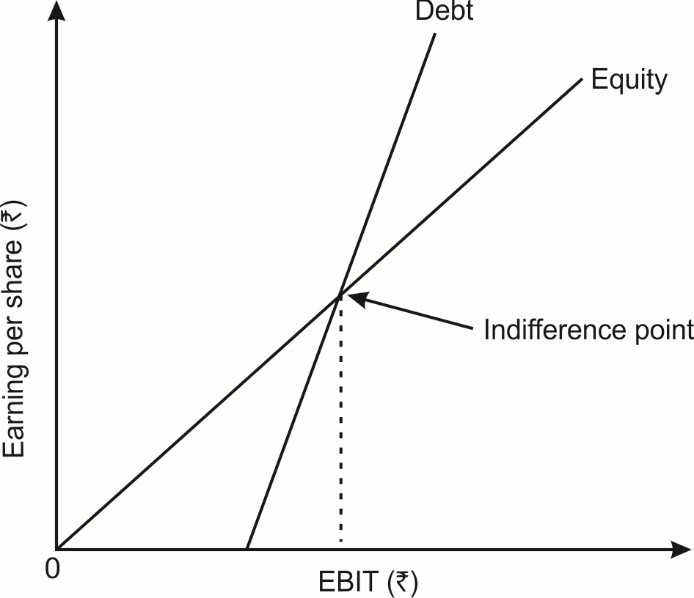 Debt
Equity
Earning per share (₹)
Indifference point
0
EBIT (₹)